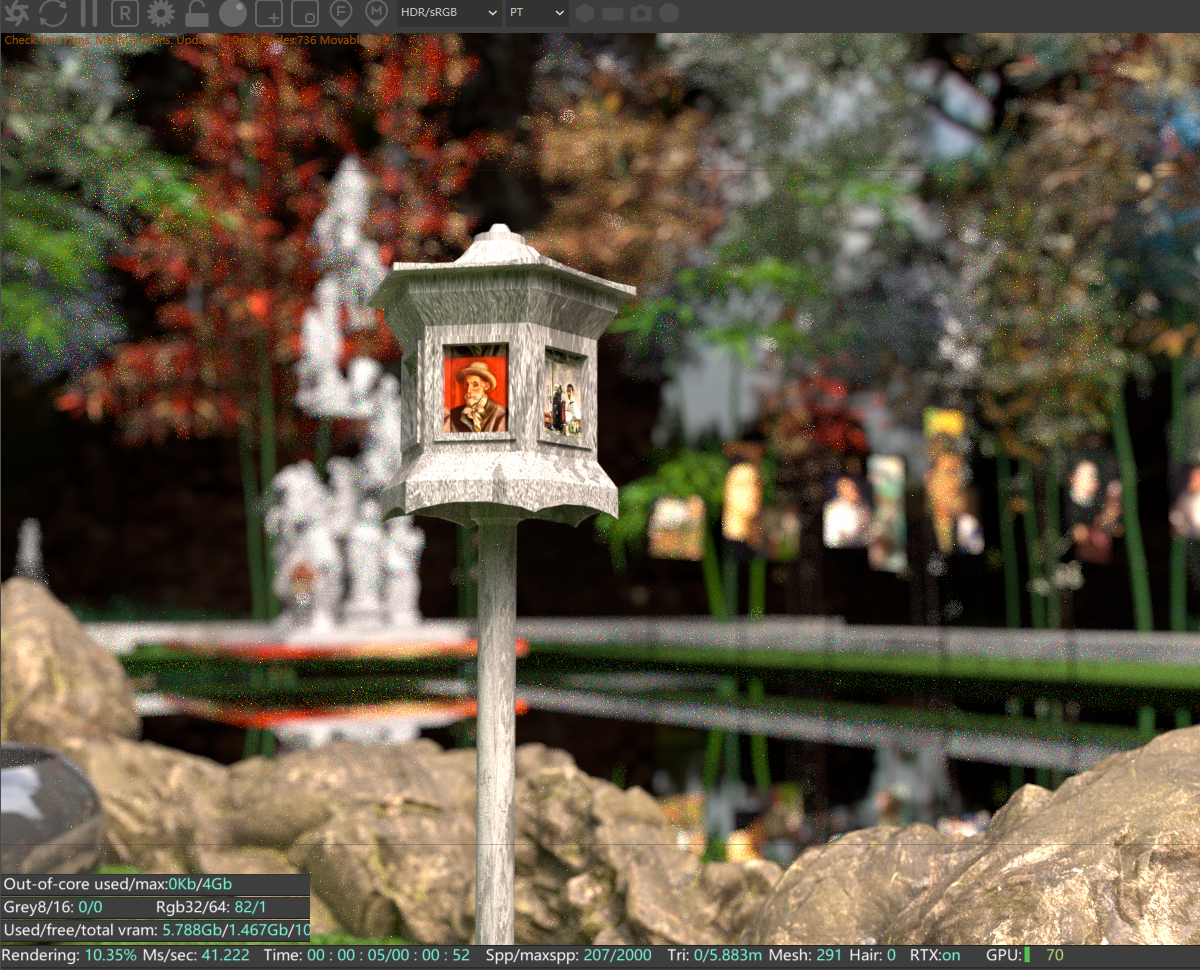 R F M HDR/sRGB PT
Nodes:736 Movable
Out-of-core used/max:0Kb/4Gb
Grey8/16: 0/0 Rgb32/64: 82/1
Used/free/total vram: 5.788Gb/1.467Gb/10
Rendering: 10.35% Ms/sec: 41.222 Time: 00 : 00 : 05/00 : 00 : 52 Spp/maxspp: 207/2000 Tri: 0/5.883m Mesh: 291 Hair: 0 RTX:on GPU: 70